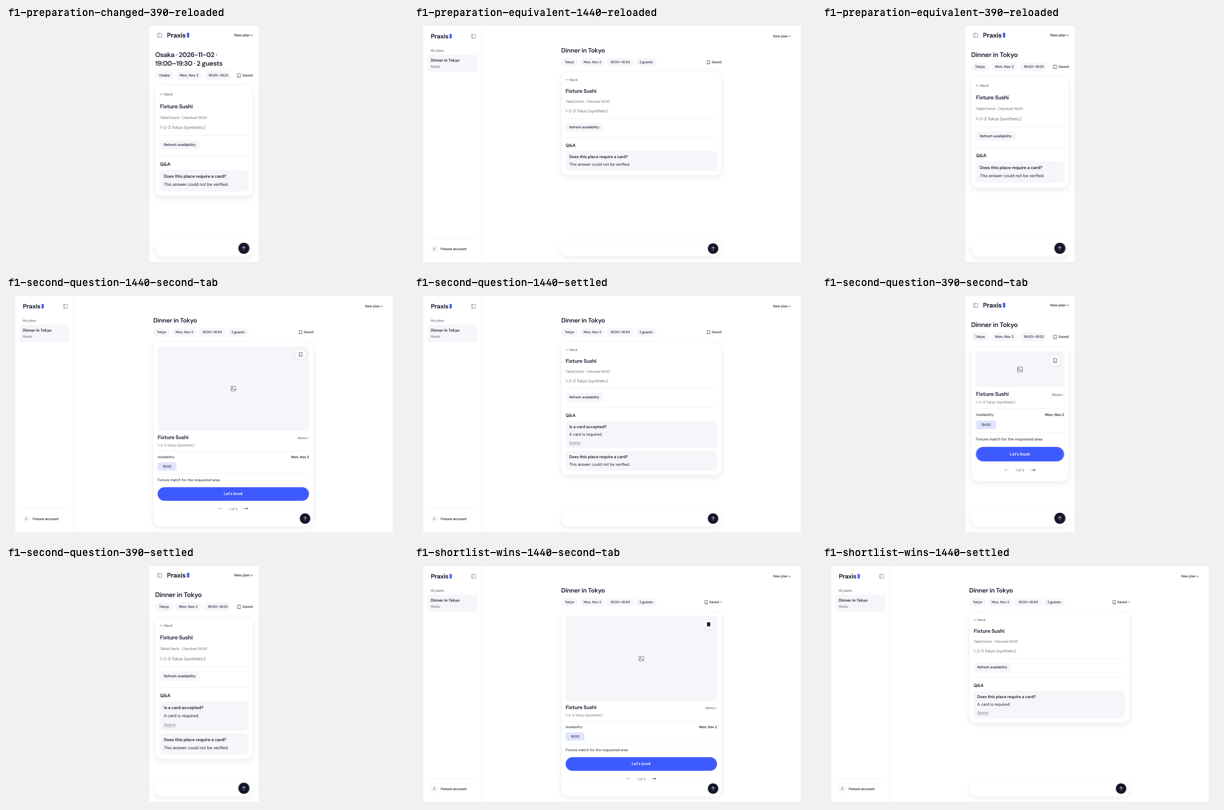 f1-preparation-changed-390-reloaded
Praxis
New plan +
Osaka · 2026-11-02 ·
19:00–19:30 · 2 guests
Osaka
Mon, Nov 2
19:00–19:30
Saved
← Back
Fixture Sushi
TableCheck · Checked 19:00
1-2-3 Tokyo (synthetic)
Refresh availability
Q&A
Does this place require a card?
This answer could not be verified.
f1-preparation-equivalent-1440-reloaded
Praxis
New plan +
My plans
Dinner in Tokyo
Ready
Dinner in Tokyo
Tokyo
Mon, Nov 2
19:00–19:30
2 guests
Saved
← Back
Fixture Sushi
TableCheck · Checked 19:00
1-2-3 Tokyo (synthetic)
Refresh availability
Q&A
Does this place require a card?
This answer could not be verified.
F
Fixture account
f1-preparation-equivalent-390-reloaded
Praxis
New plan +
Dinner in Tokyo
Tokyo
Mon, Nov 2
19:00–19:30
Saved
← Back
Fixture Sushi
TableCheck · Checked 19:00
1-2-3 Tokyo (synthetic)
Refresh availability
Q&A
Does this place require a card?
This answer could not be verified.
f1-second-question-1440-second-tab
Praxis
New plan +
My plans
Dinner in Tokyo
Ready
Dinner in Tokyo
Tokyo
Mon, Nov 2
19:00–19:30
2 guests
Saved
Fixture Sushi
About ›
1-2-3 Tokyo (synthetic)
Availability
Mon, Nov 2
19:00
Fixture match for the requested area
Let's book
← 1 of 3 →
F
Fixture account
f1-second-question-1440-settled
Praxis
New plan +
My plans
Dinner in Tokyo
Ready
Dinner in Tokyo
Tokyo
Mon, Nov 2
19:00–19:30
2 guests
Saved
← Back
Fixture Sushi
TableCheck · Checked 19:00
1-2-3 Tokyo (synthetic)
Refresh availability
Q&A
Is a card accepted?
A card is required.
Source
Does this place require a card?
This answer could not be verified.
F
Fixture account
f1-second-question-390-second-tab
Praxis
New plan +
Dinner in Tokyo
Tokyo
Mon, Nov 2
19:00–19:30
Saved
Fixture Sushi
About ›
1-2-3 Tokyo (synthetic)
Availability
Mon, Nov 2
19:00
Fixture match for the requested area
Let's book
← 1 of 3 →
f1-second-question-390-settled
Praxis
New plan +
Dinner in Tokyo
Tokyo
Mon, Nov 2
19:00–19:30
Saved
← Back
Fixture Sushi
TableCheck · Checked 19:00
1-2-3 Tokyo (synthetic)
Refresh availability
Q&A
Is a card accepted?
A card is required.
Source
Does this place require a card?
This answer could not be verified.
f1-shortlist-wins-1440-second-tab
Praxis
New plan +
My plans
Dinner in Tokyo
Ready
Dinner in Tokyo
Tokyo
Mon, Nov 2
19:00–19:30
2 guests
Saved
Fixture Sushi
About ›
1-2-3 Tokyo (synthetic)
Availability
Mon, Nov 2
19:00
Fixture match for the requested area
Let's book
← 1 of 3 →
F
Fixture account
f1-shortlist-wins-1440-settled
Praxis
New plan +
My plans
Dinner in Tokyo
Ready
Dinner in Tokyo
Tokyo
Mon, Nov 2
19:00–19:30
2 guests
Saved
← Back
Fixture Sushi
TableCheck · Checked 19:00
1-2-3 Tokyo (synthetic)
Refresh availability
Q&A
Does this place require a card?
A card is required.
Source
F
Fixture account